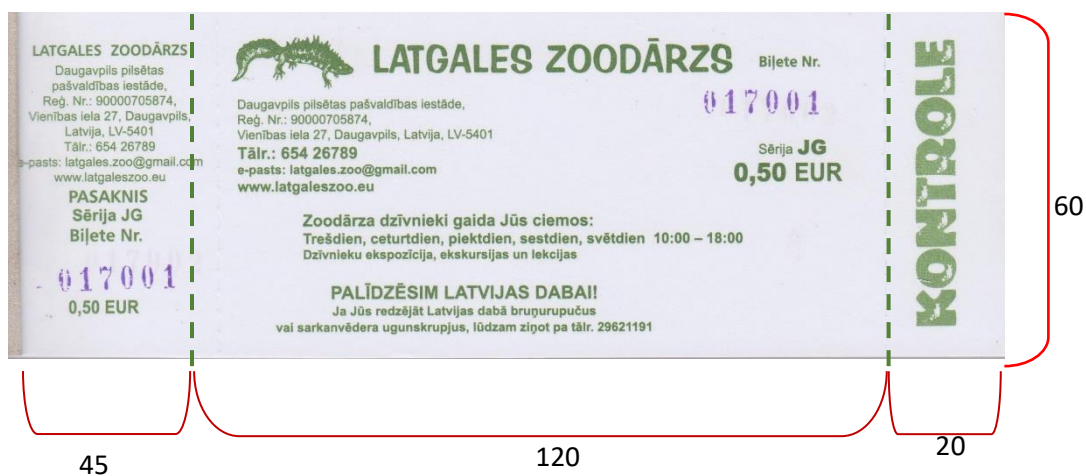 LATGALES ZOODĀRZS
Daugavpils pilsētas
pašvaldības iestāde,
Reģ. Nr.: 90000705874,
Vienības iela 27, Daugavpils,
Latvija, LV-5401
Tālr.: 654 26789
e-pasts: latgales.zoo@gmail.com
www.latgaleszoo.eu
PASAKNIS
Sērija JG
Biļete Nr.
017001
0,50 EUR
LATGALES ZOODĀRZS
Biļete Nr.
017001
Daugavpils pilsētas pašvaldības iestāde,
Reģ. Nr.: 90000705874,
Vienības iela 27, Daugavpils, Latvija, LV-5401
Tālr.: 654 26789
e-pasts: latgales.zoo@gmail.com
www.latgaleszoo.eu
Sērija JG
0,50 EUR
Zoodārza dzīvnieki gaida Jūs ciemos:
Trešdien, ceturtdien, piektdien, sestdien, svētdien 10:00 – 18:00
Dzīvnieku ekspozīcija, ekskursijas un lekcijas
PALĪDZĒSIM LATVIJAS DABAI!
Ja Jūs redzējāt Latvijas dabā bruņurupučus
vai sarkanvēdera ugunskrupjus, lūdzam ziņot pa tālr. 29621191
KONTROLE
60
45
120
20